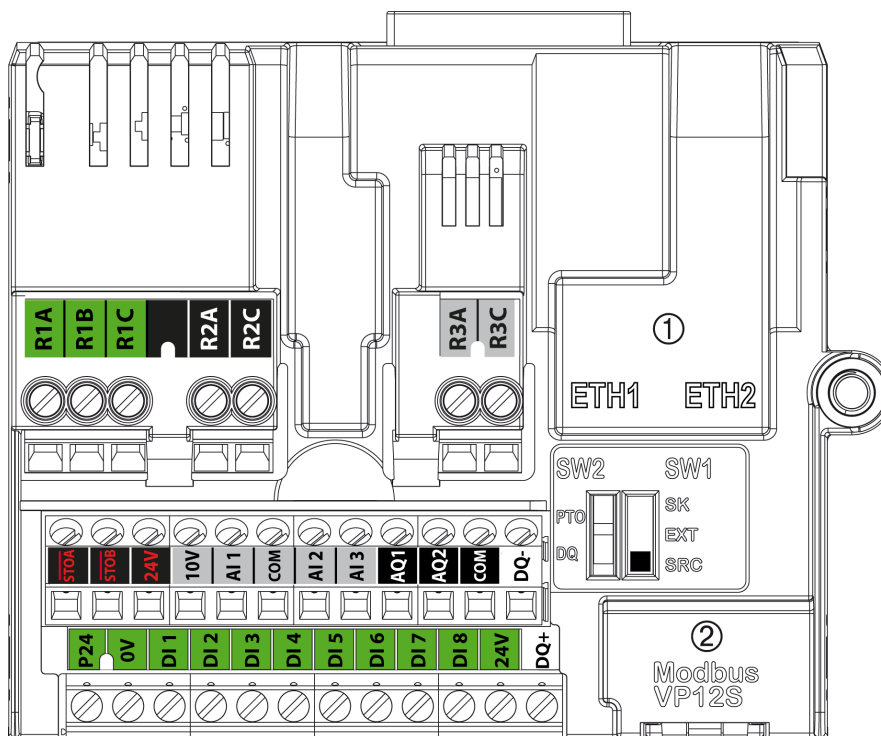 R1A R1B R1C R2A R2C R3A R3C
①
ETH1 ETH2
SW2 SW1
PTO SK
EXT
DQ SRC
STOA STOB 24V 10V AI 1 COM AI 2 AI 3 AQ1 AQ2 COM DQ-
P24 0V DI 1 DI 2 DI 3 DI 4 DI 5 DI 6 DI 7 DI 8 24V DQ+
②
Modbus
VP12S